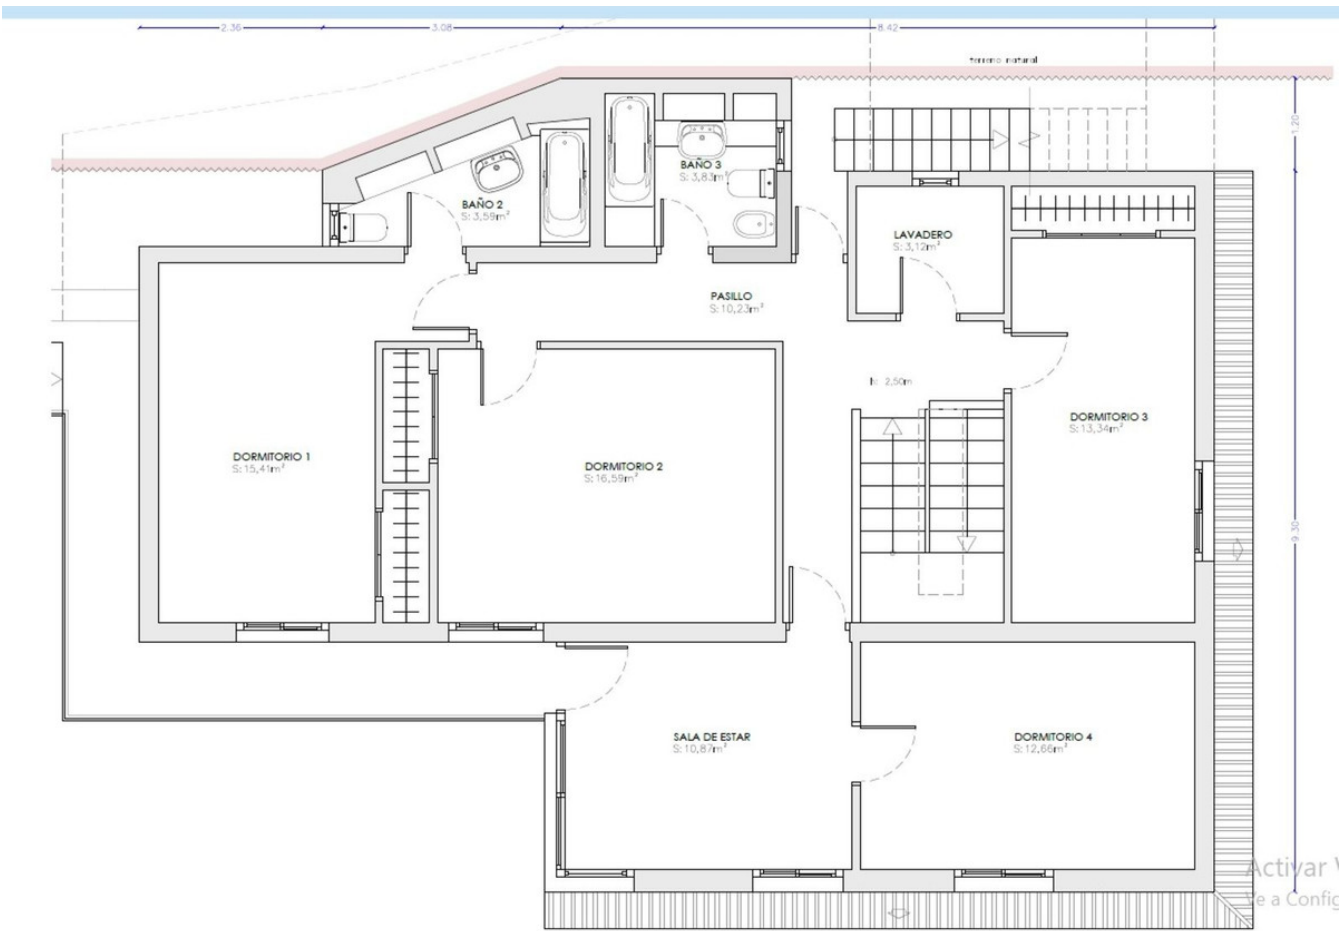 2.36
3.08
8.42
terreno natural
1.20
BAÑO 3
S: 3,83m²
BAÑO 2
S: 3,59m²
LAVADERO
S: 3,12m²
PASILLO
S: 10,23m²
h: 2,50m
DORMITORIO 3
S: 13,34m²
DORMITORIO 1
S: 15,41m²
DORMITORIO 2
S: 16,59m²
9.30
SALA DE ESTAR
S: 10,87m²
DORMITORIO 4
S: 12,66m²
Activar
Ve a Config